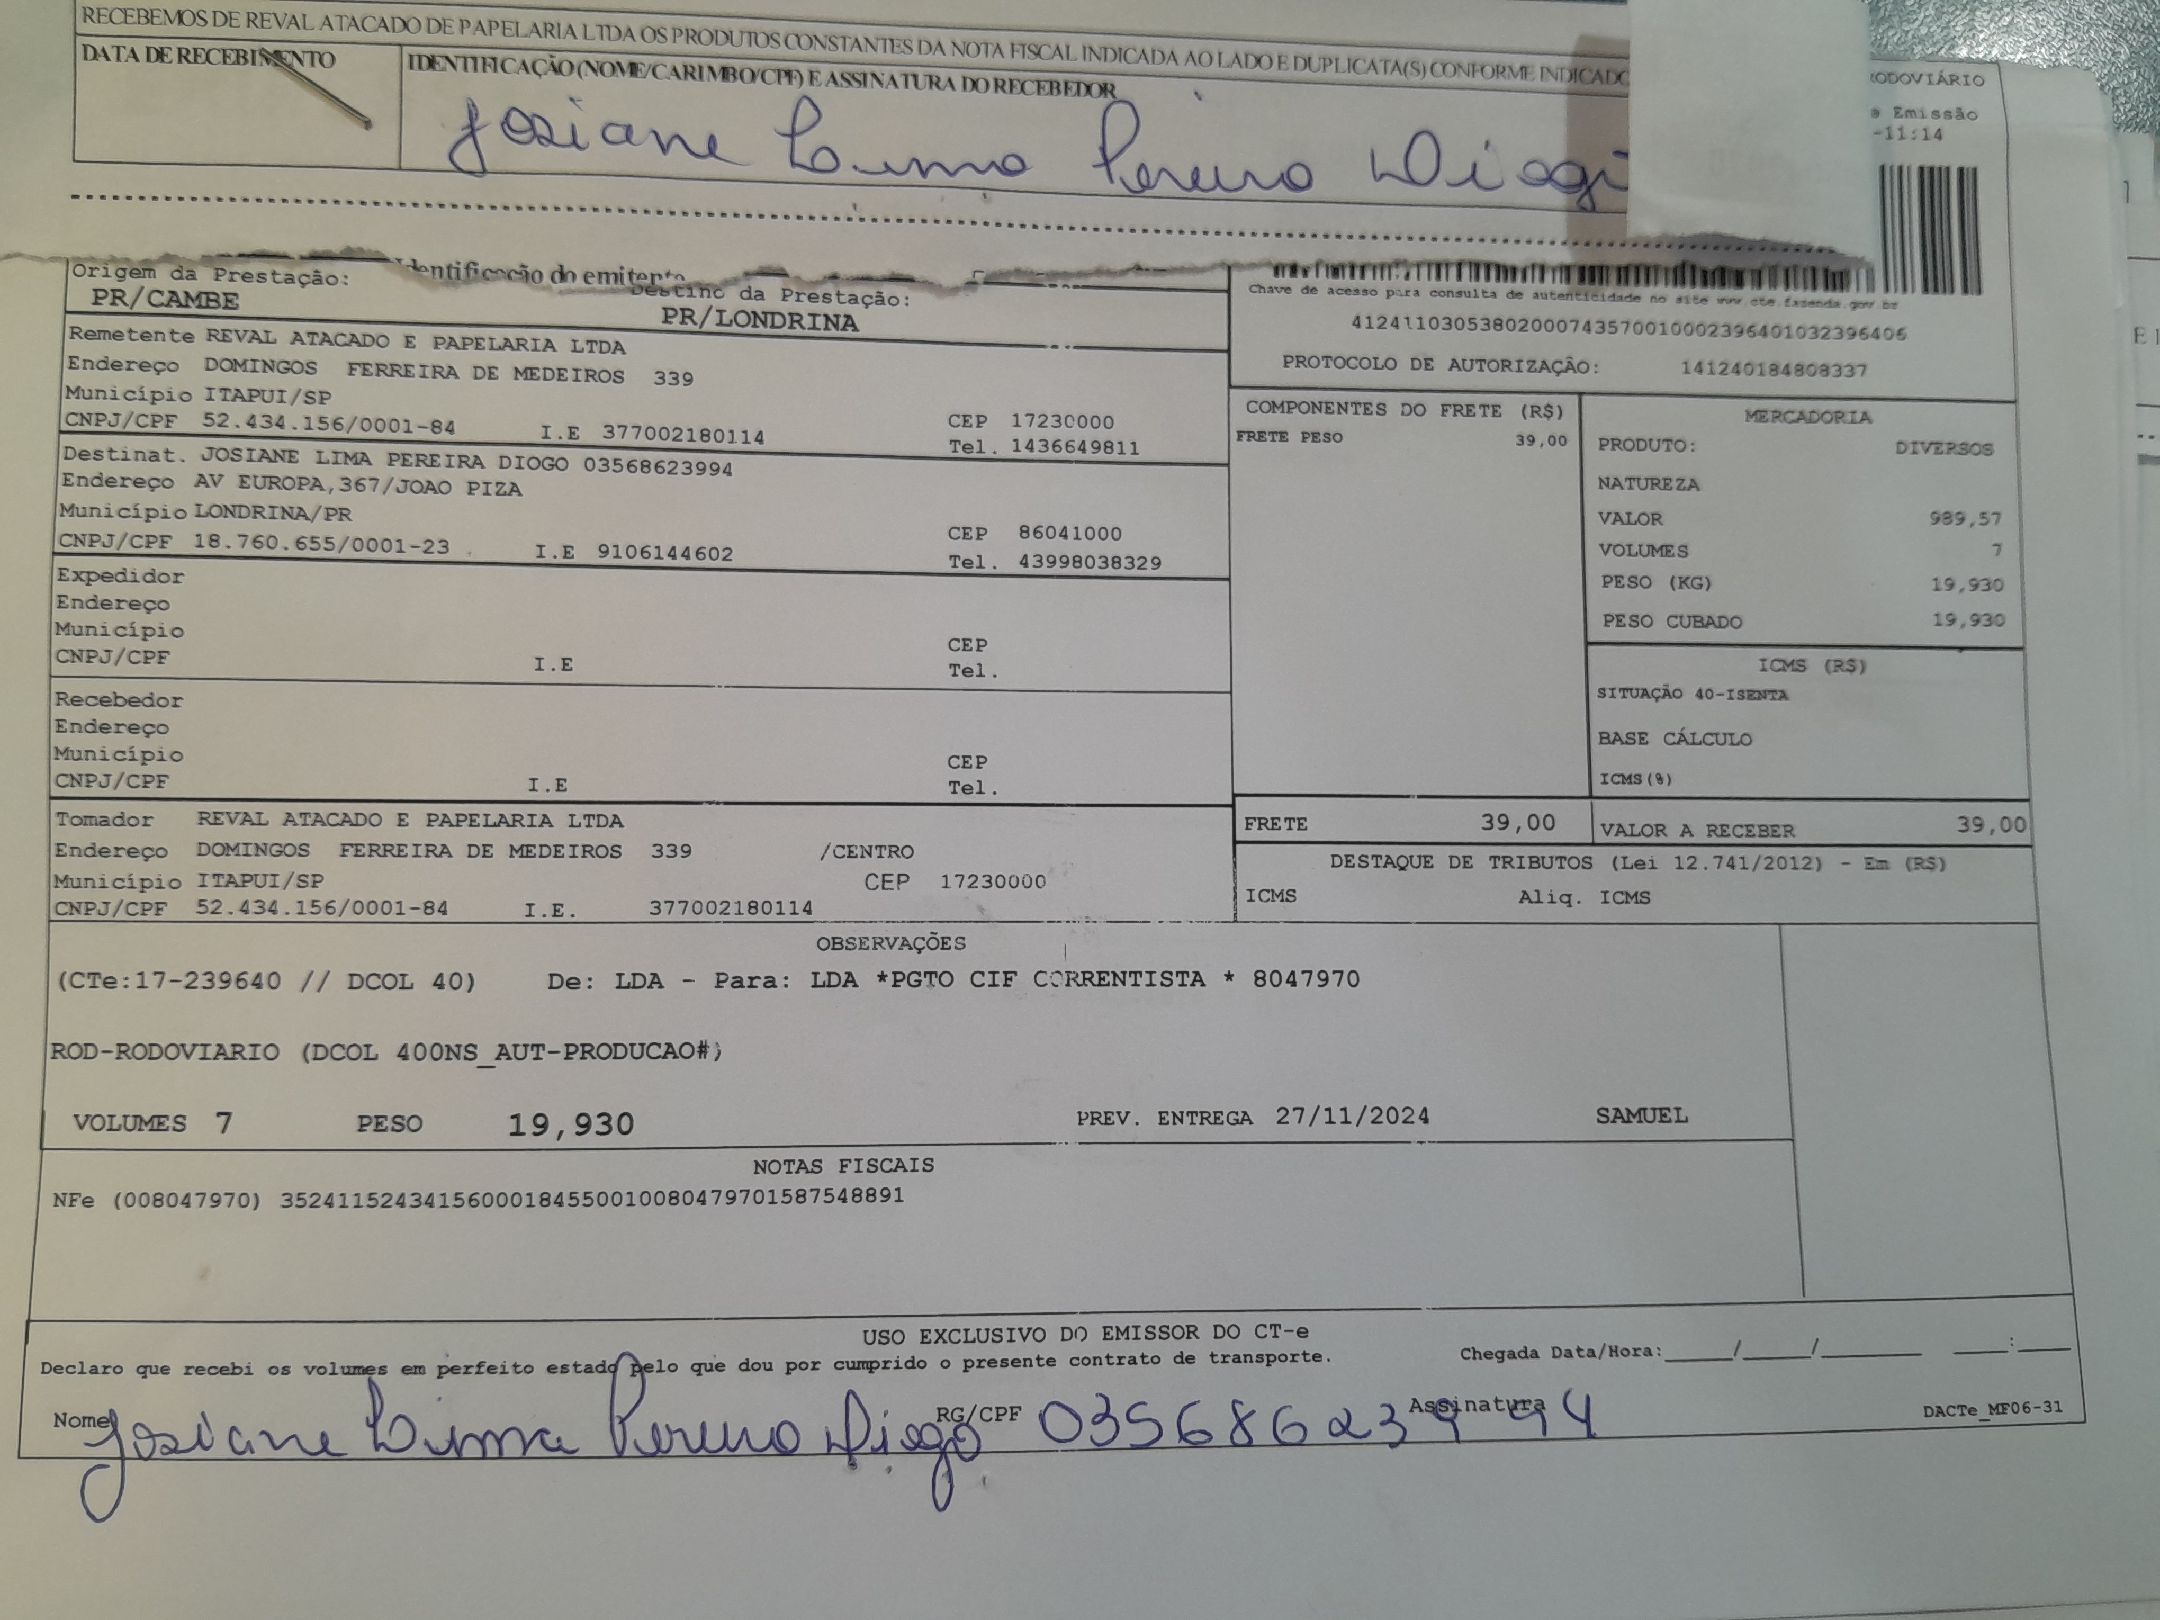 RECEBEMOS DE REVAL ATACADO DE PAPELARIA LTDA OS PRODUTOS CONSTANTES DA NOTA FISCAL INDICADA AO LADO E DUPLICATA(S) CONFORME INDICADO
DATA DE RECEBIMENTO IDENTIFICAÇÃO (NOME/CARIMBO/CPF) E ASSINATURA DO RECEBEDOR
RODOVIÁRIO
Emissão
-11:14
Josiane Lima Pereira Diogo
Identificação do emitente
Origem da Prestação: Destino da Prestação:
PR/CAMBE PR/LONDRINA
Chave de acesso para consulta de autenticidade no site www.cte.fazenda.gov.br
41241103053802000743570010002396401032396406
PROTOCOLO DE AUTORIZAÇÃO: 141240184808337
Remetente REVAL ATACADO E PAPELARIA LTDA
Endereço DOMINGOS FERREIRA DE MEDEIROS 339
Município ITAPUI/SP CEP 17230000
CNPJ/CPF 52.434.156/0001-84 I.E 377002180114 Tel. 1436649811
Destinat. JOSIANE LIMA PEREIRA DIOGO 03568623994
Endereço AV EUROPA,367/JOAO PIZA
Município LONDRINA/PR CEP 86041000
CNPJ/CPF 18.760.655/0001-23 I.E 9106144602 Tel. 43998038329
Expedidor
Endereço
Município CEP
CNPJ/CPF I.E Tel.
Recebedor
Endereço
Município CEP
CNPJ/CPF I.E Tel.
Tomador REVAL ATACADO E PAPELARIA LTDA
Endereço DOMINGOS FERREIRA DE MEDEIROS 339 /CENTRO
Município ITAPUI/SP CEP 17230000
CNPJ/CPF 52.434.156/0001-84 I.E. 377002180114
COMPONENTES DO FRETE (R$)
FRETE PESO 39,00
MERCADORIA
PRODUTO: DIVERSOS
NATUREZA
VALOR 989,57
VOLUMES 7
PESO (KG) 19,930
PESO CUBADO 19,930
ICMS (R$)
SITUAÇÃO 40-ISENTA
BASE CÁLCULO
ICMS(%)
FRETE 39,00 VALOR A RECEBER 39,00
DESTAQUE DE TRIBUTOS (Lei 12.741/2012) - Em (R$)
ICMS Aliq. ICMS
OBSERVAÇÕES
(CTe:17-239640 // DCOL 40) De: LDA - Para: LDA *PGTO CIF CORRENTISTA * 8047970
ROD-RODOVIARIO (DCOL 400NS_AUT-PRODUCAO#)
VOLUMES 7 PESO 19,930 PREV. ENTREGA 27/11/2024 SAMUEL
NOTAS FISCAIS
NFe (008047970) 35241152434156000184550010080479701587548891
USO EXCLUSIVO DO EMISSOR DO CT-e
Declaro que recebi os volumes em perfeito estado pelo que dou por cumprido o presente contrato de transporte. Chegada Data/Hora:____/____/______ ___:___
Nome Josiane Lima Pereira Diogo RG/CPF 03568623994 Assinatura DACTe_MF06-31